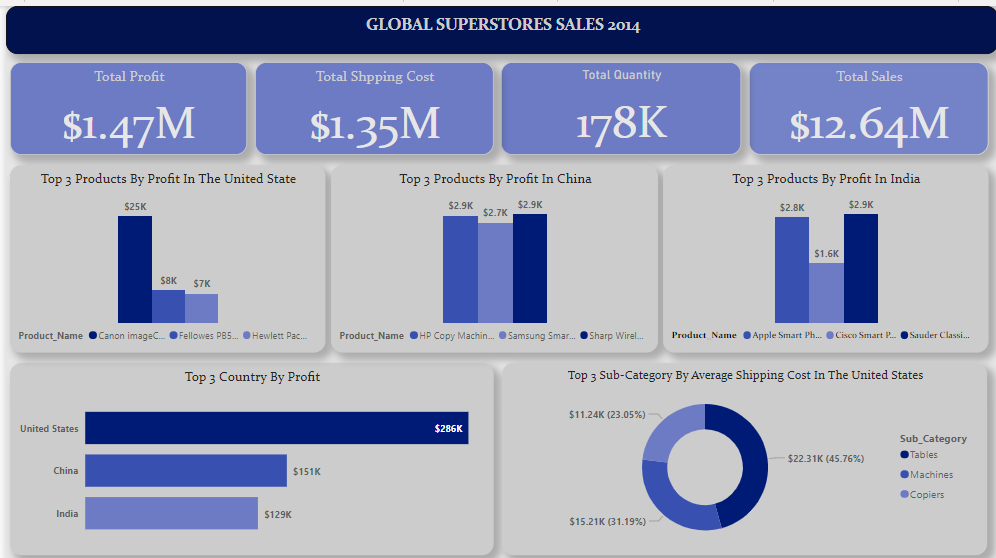 GLOBAL SUPERSTORES SALES 2014
Total Profit
$1.47M
Total Shpping Cost
$1.35M
Total Quantity
178K
Total Sales
$12.64M
Top 3 Products By Profit In The United State
$25K
$8K
$7K
Product_Name Canon imageC... Fellowes PB5... Hewlett Pac...
Top 3 Products By Profit In China
$2.9K
$2.7K
$2.9K
Product_Name HP Copy Machin... Samsung Smar... Sharp Wirel...
Top 3 Products By Profit In India
$2.8K
$1.6K
$2.9K
Product_Name Apple Smart Ph... Cisco Smart P... Sauder Classi...
Top 3 Country By Profit
United States $286K
China $151K
India $129K
Top 3 Sub-Category By Average Shipping Cost In The United States
$11.24K (23.05%)
$22.31K (45.76%)
$15.21K (31.19%)
Sub_Category
Tables
Machines
Copiers